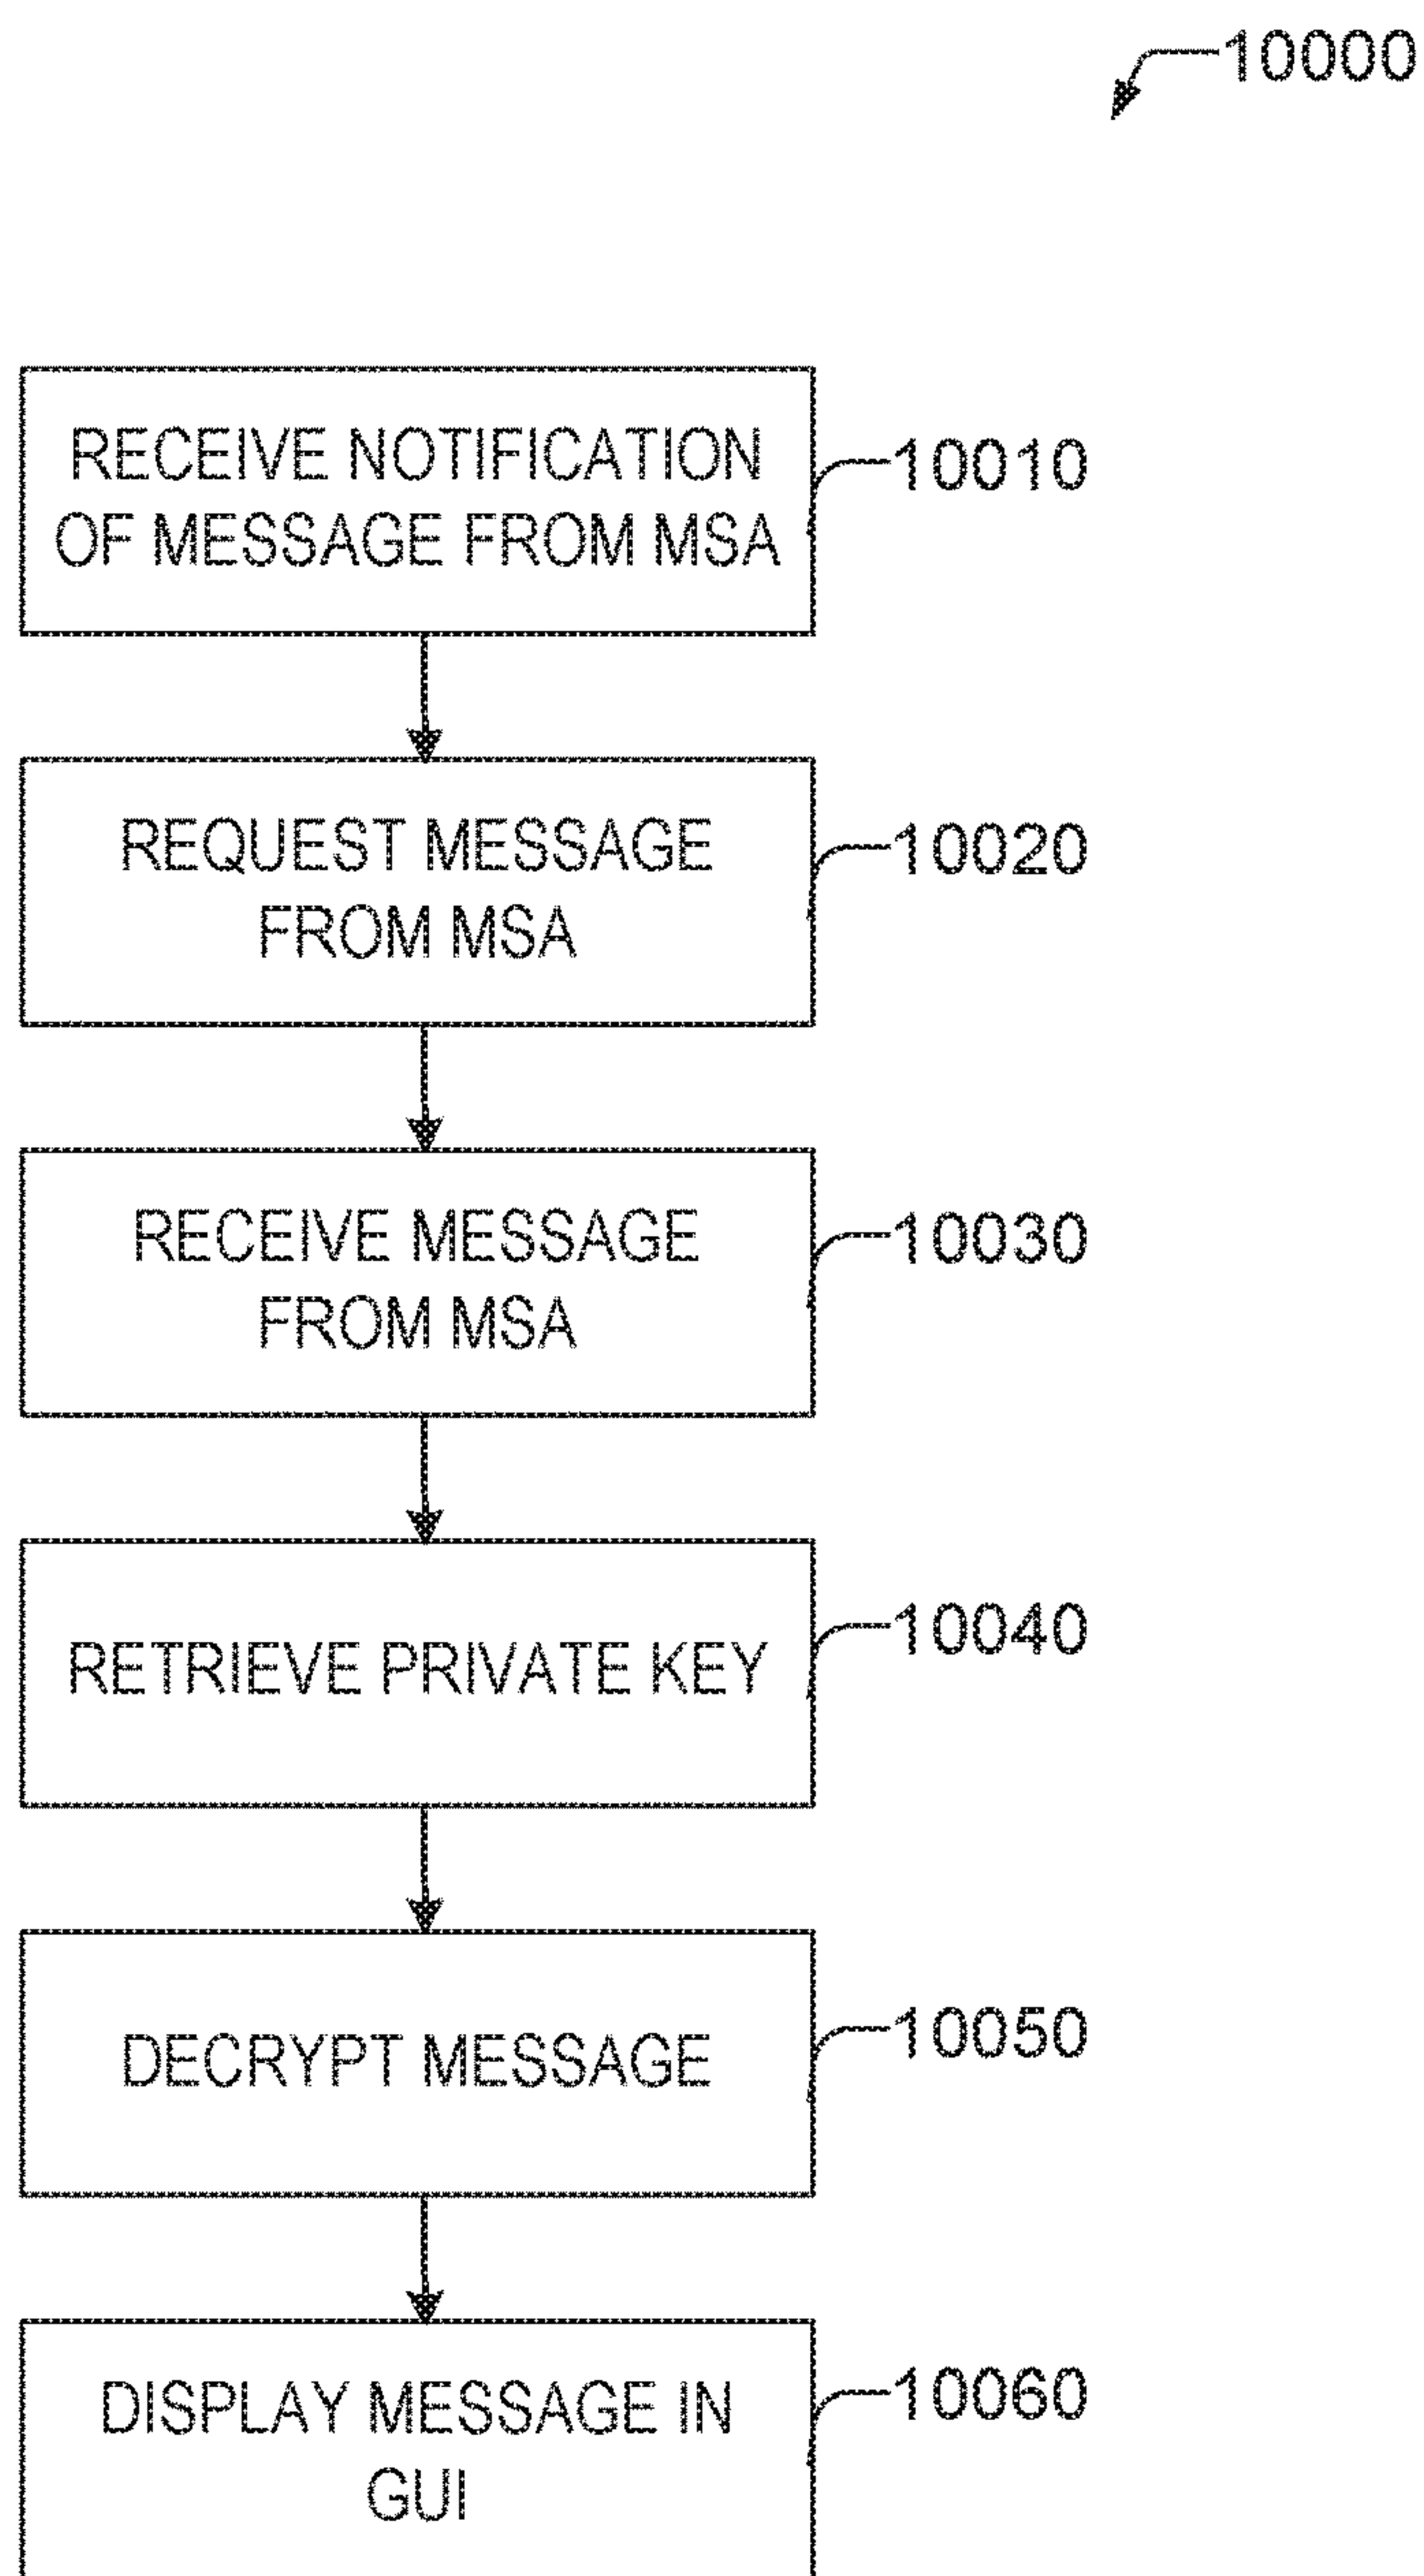 10000
RECEIVE NOTIFICATION
OF MESSAGE FROM MSA
10010
REQUEST MESSAGE
FROM MSA
10020
RECEIVE MESSAGE
FROM MSA
10030
RETRIEVE PRIVATE KEY
10040
DECRYPT MESSAGE
10050
DISPLAY MESSAGE IN
GUI
10060